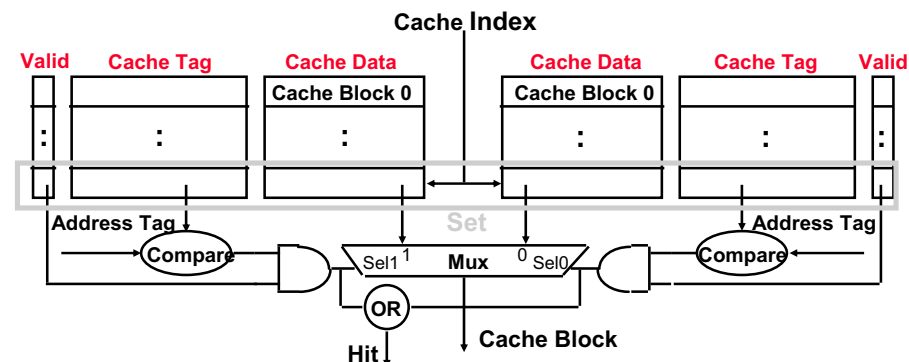 Cache Index
Valid Cache Tag Cache Data Cache Data Cache Tag Valid
Cache Block 0 Cache Block 0
: : : : : :
Set
Address Tag Address Tag
Compare Sel1 1 Mux 0 Sel0 Compare
OR
Hit Cache Block